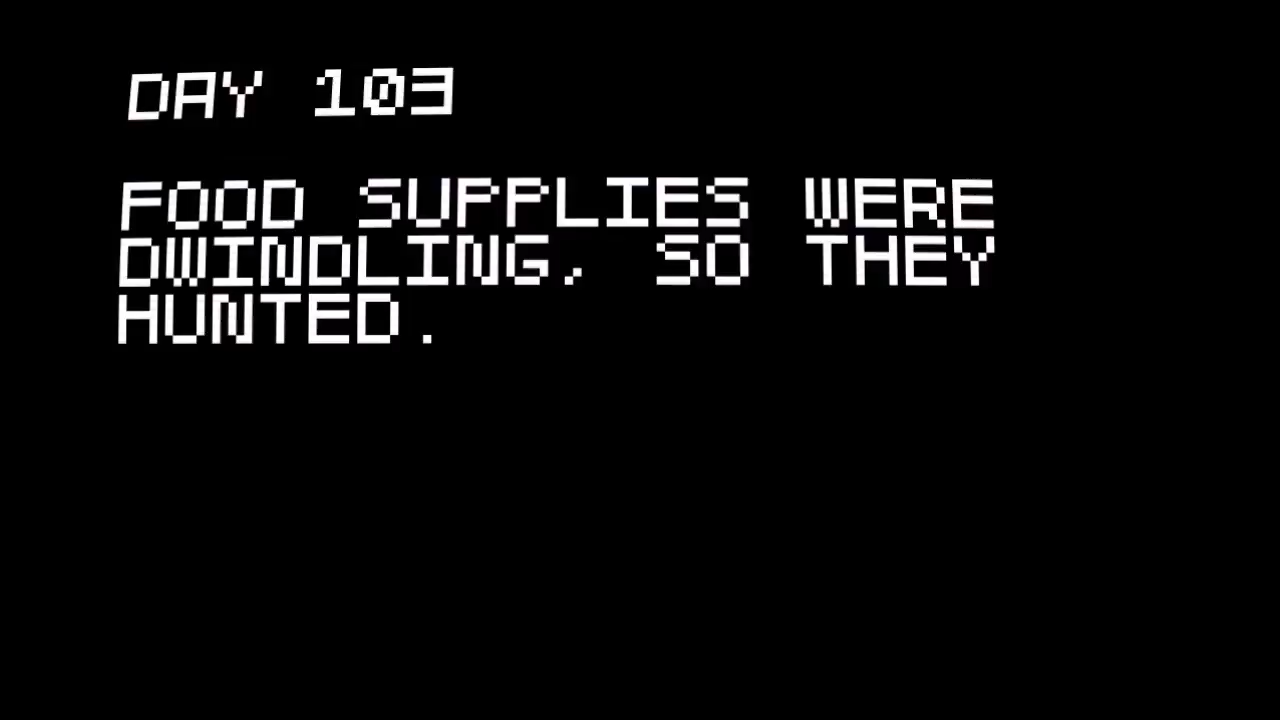 DAY 103
FOOD SUPPLIES WERE
DWINDLING, SO THEY
HUNTED.